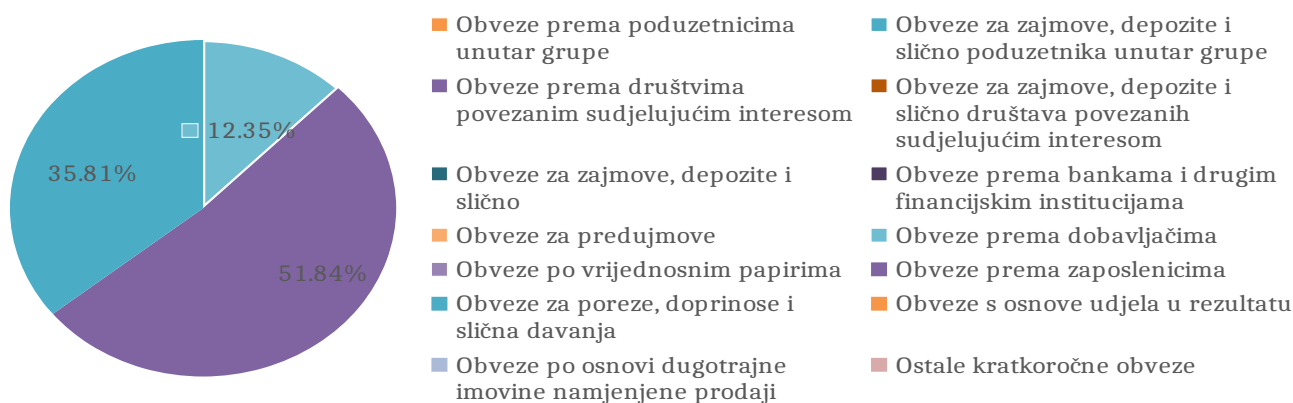 12.35%
35.81%
51.84%
Obveze prema poduzetnicima
unutar grupe
Obveze za zajmove, depozite i
slično poduzetnika unutar grupe
Obveze prema društvima
povezanim sudjelujućim interesom
Obveze za zajmove, depozite i
slično društava povezanih
sudjelujućim interesom
Obveze za zajmove, depozite i
slično
Obveze prema bankama i drugim
financijskim institucijama
Obveze za predujmove
Obveze prema dobavljačima
Obveze po vrijednosnim papirima
Obveze prema zaposlenicima
Obveze za poreze, doprinose i
slična davanja
Obveze s osnove udjela u rezultatu
Obveze po osnovi dugotrajne
imovine namjenjene prodaji
Ostale kratkoročne obveze